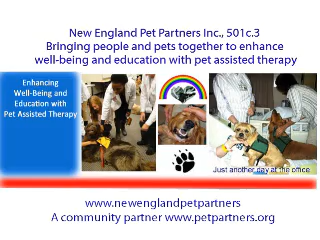 New England Pet Partners Inc., 501c.3
Bringing people and pets together to enhance
well-being and education with pet assisted therapy
Enhancing
Well-Being and
Education with
Pet Assisted Therapy
Just another day at the office
www.newenglandpetpartners
A community partner www.petpartners.org